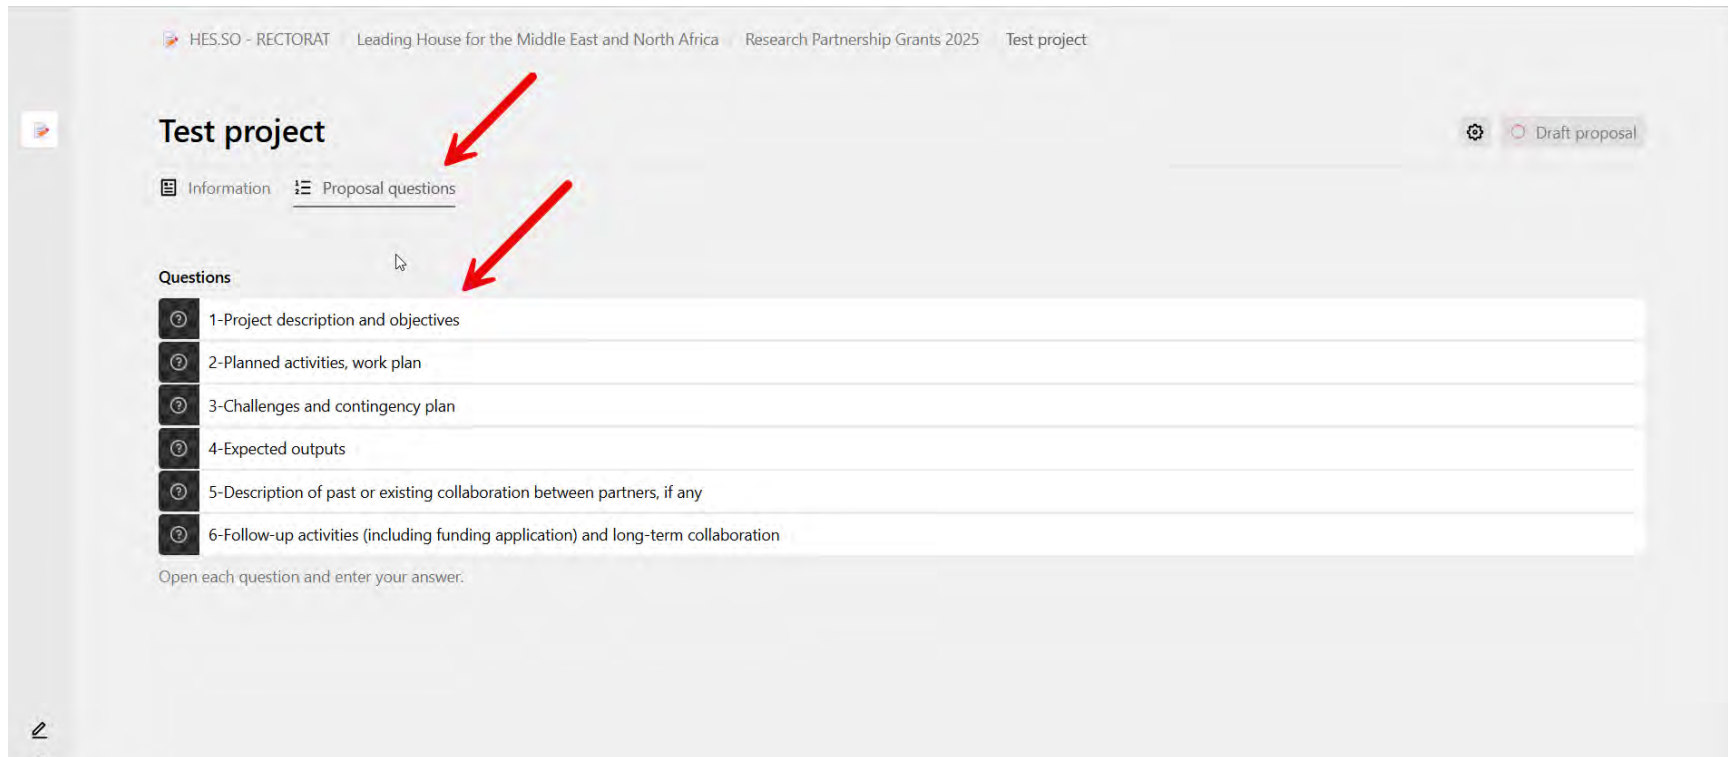 HES.SO - RECTORAT Leading House for the Middle East and North Africa Research Partnership Grants 2025 Test project
Test project
Draft proposal
Information Proposal questions
Questions
1-Project description and objectives
2-Planned activities, work plan
3-Challenges and contingency plan
4-Expected outputs
5-Description of past or existing collaboration between partners, if any
6-Follow-up activities (including funding application) and long-term collaboration
Open each question and enter your answer.